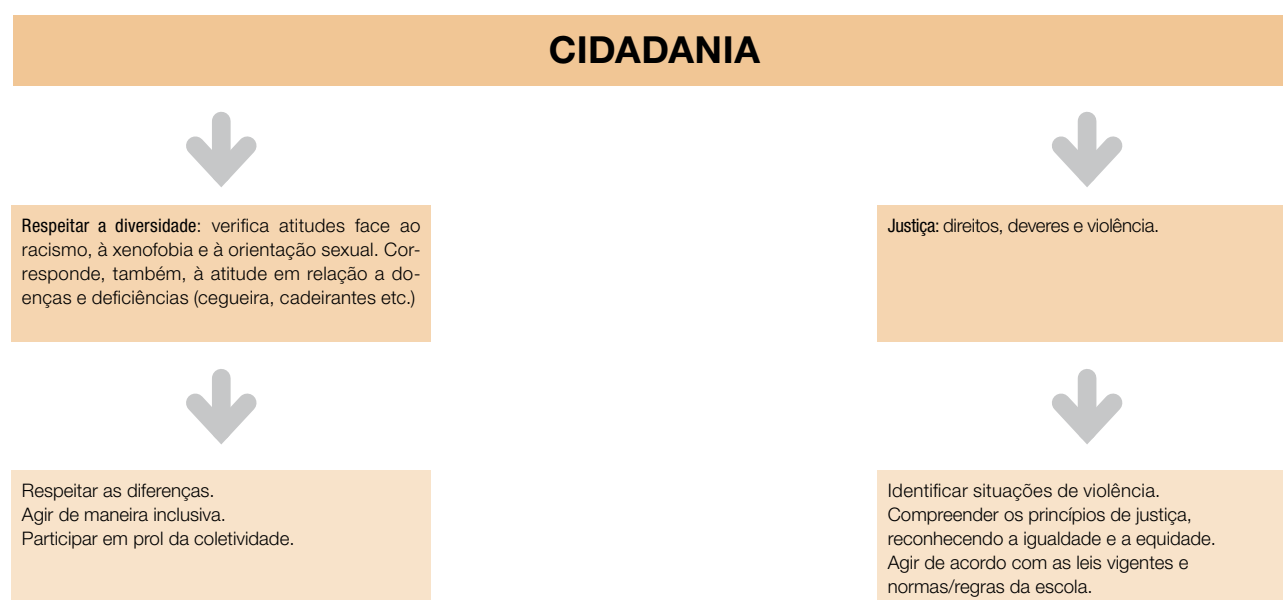 CIDADANIA
Respeitar a diversidade: verifica atitudes face ao
racismo, à xenofobia e à orientação sexual. Cor-
responde, também, à atitude em relação a do-
enças e deficiências (cegueira, cadeirantes etc.)
Justiça: direitos, deveres e violência.
Respeitar as diferenças.
Agir de maneira inclusiva.
Participar em prol da coletividade.
Identificar situações de violência.
Compreender os princípios de justiça,
reconhecendo a igualdade e a equidade.
Agir de acordo com as leis vigentes e
normas/regras da escola.